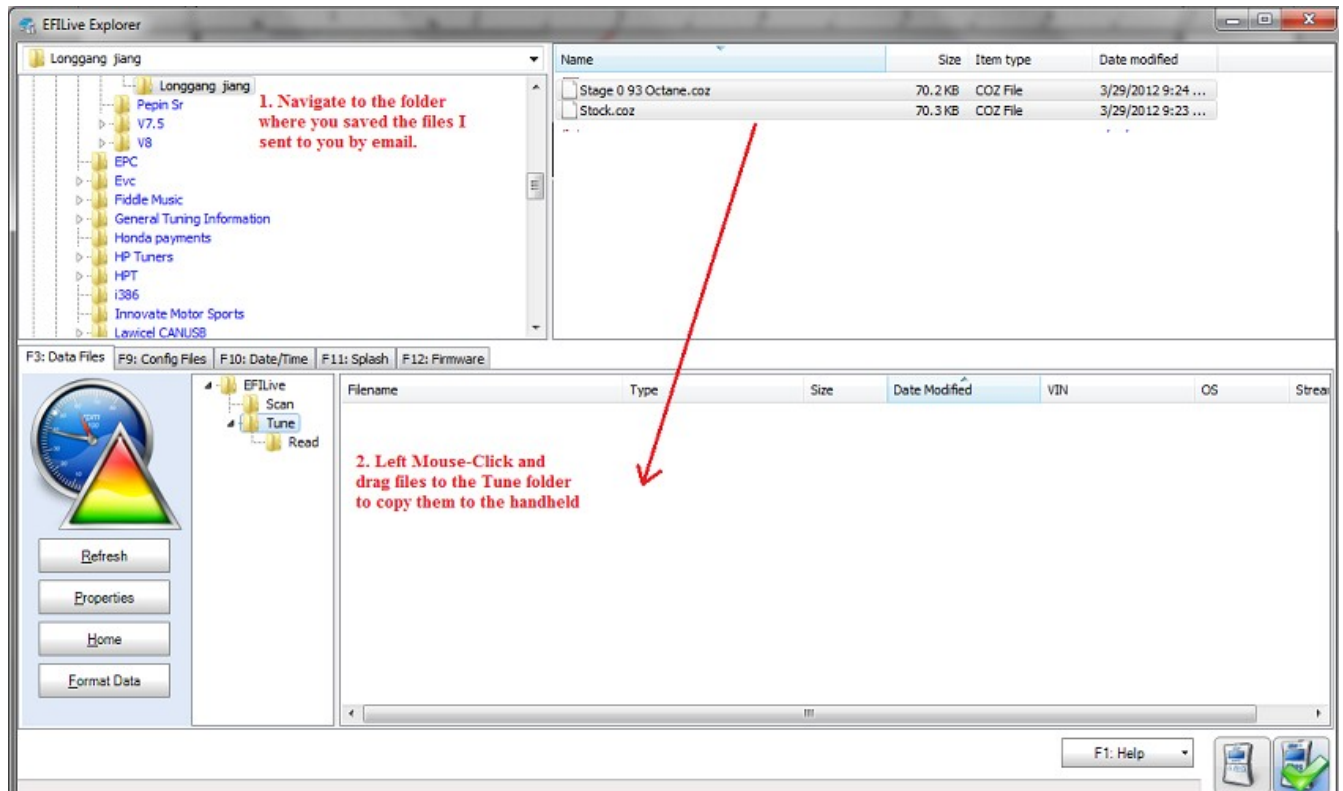 EFILive Explorer
Longgang jiang
Name Size Item type Date modified
Longgang jiang
Pepin Sr
V7.5
V8
EPC
Evc
Fiddle Music
General Tuning Information
Honda payments
HP Tuners
HPT
i386
Innovate Motor Sports
Lawicel CANUSB
1. Navigate to the folder
where you saved the files I
sent to you by email.
Stage 0 93 Octane.coz 70.2 KB COZ File 3/29/2012 9:24 ...
Stock.coz 70.3 KB COZ File 3/29/2012 9:23 ...
F3: Data Files F9: Config Files F10: Date/Time F11: Splash F12: Firmware
EFILive
Scan
Tune
Read
Filename Type Size Date Modified VIN OS Strea
2. Left Mouse-Click and
drag files to the Tune folder
to copy them to the handheld
rpm
Refresh
Properties
Home
Format Data
F1: Help